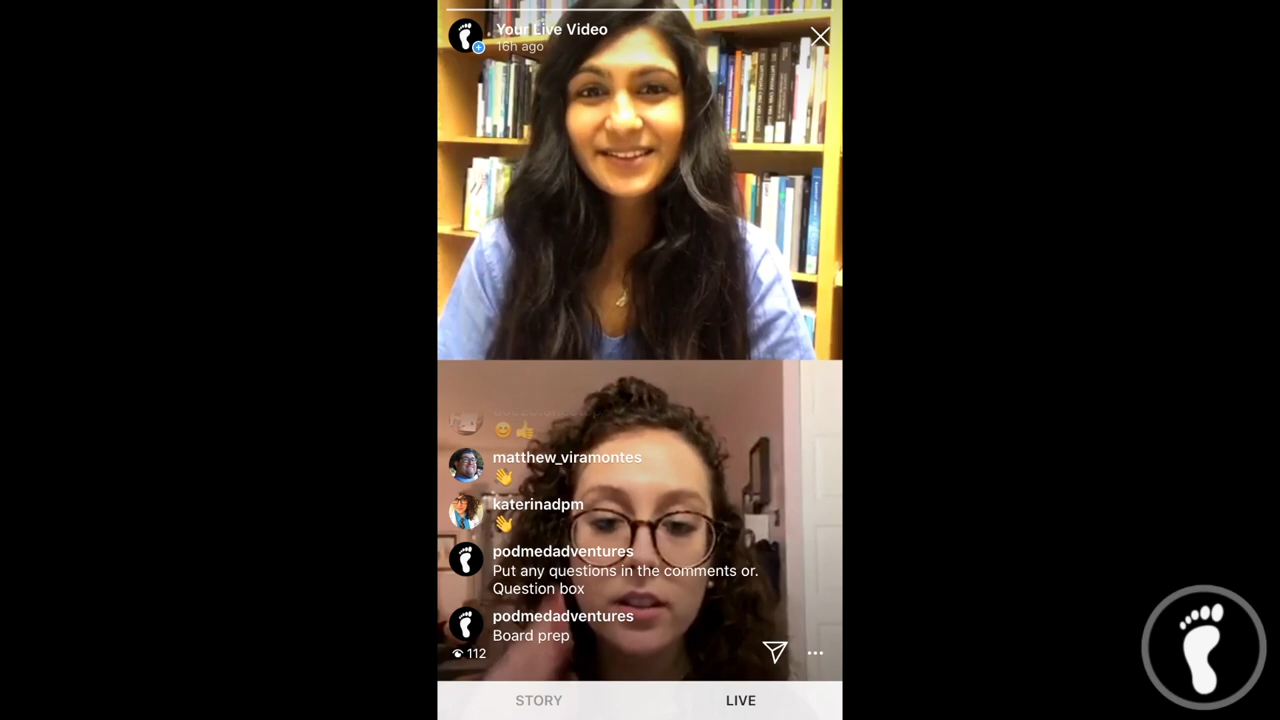 Your Live Video
16h ago
matthew_viramontes
👋
katerinadpm
👋
podmedadventures
Put any questions in the comments or.
Question box
podmedadventures
Board prep
112
STORY
LIVE